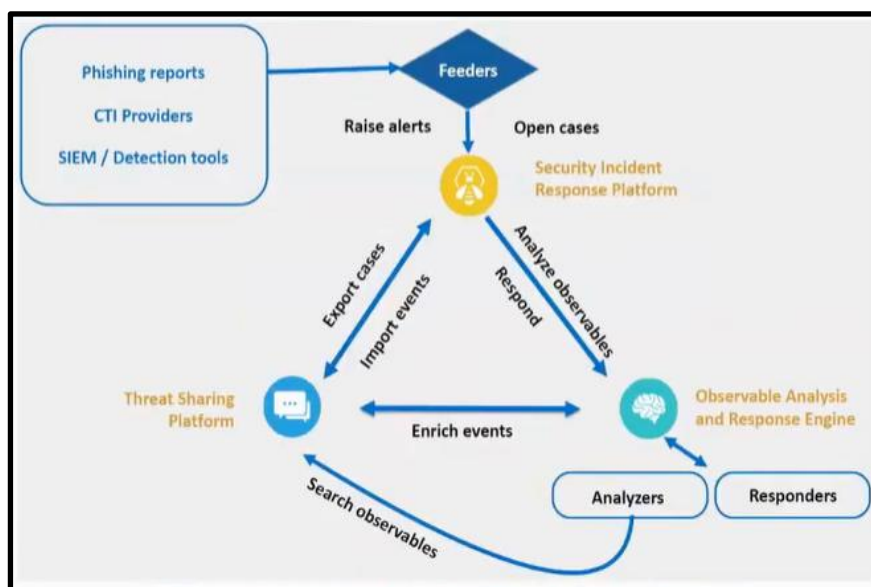 Phishing reports
CTI Providers
SIEM / Detection tools
Feeders
Raise alerts
Open cases
Security Incident
Response Platform
Export cases
Import events
Analyze observables
Respond
Threat Sharing
Platform
Enrich events
Observable Analysis
and Response Engine
Search observables
Analyzers
Responders